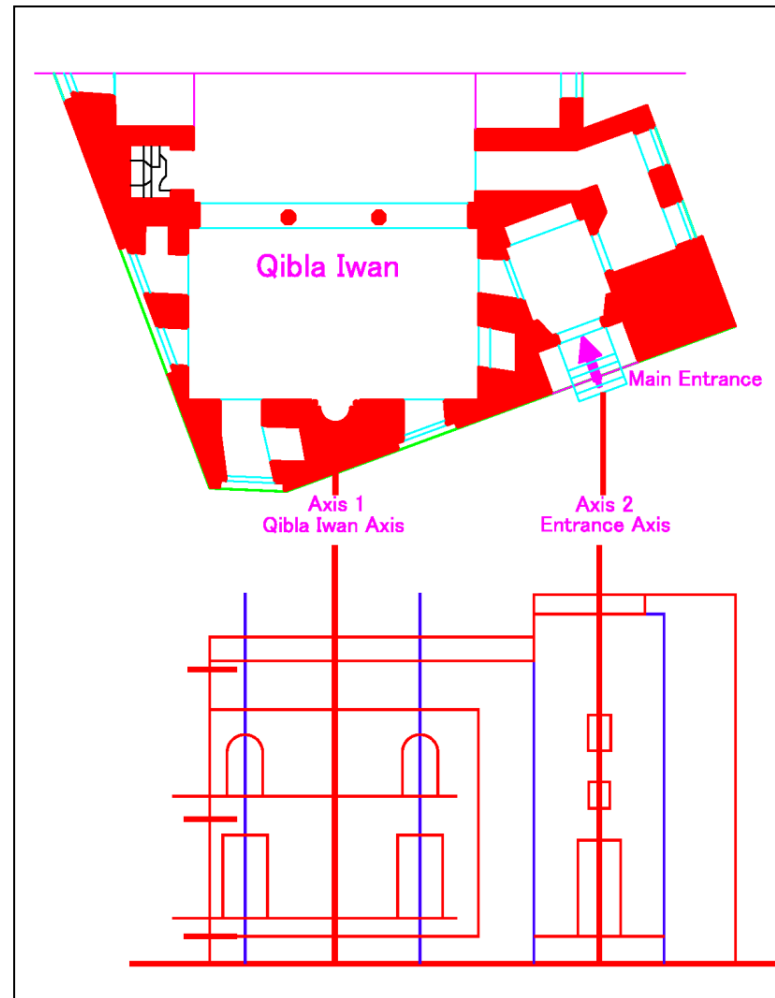 Qibla Iwan
Main Entrance
Axis 1
Qibla Iwan Axis
Axis 2
Entrance Axis